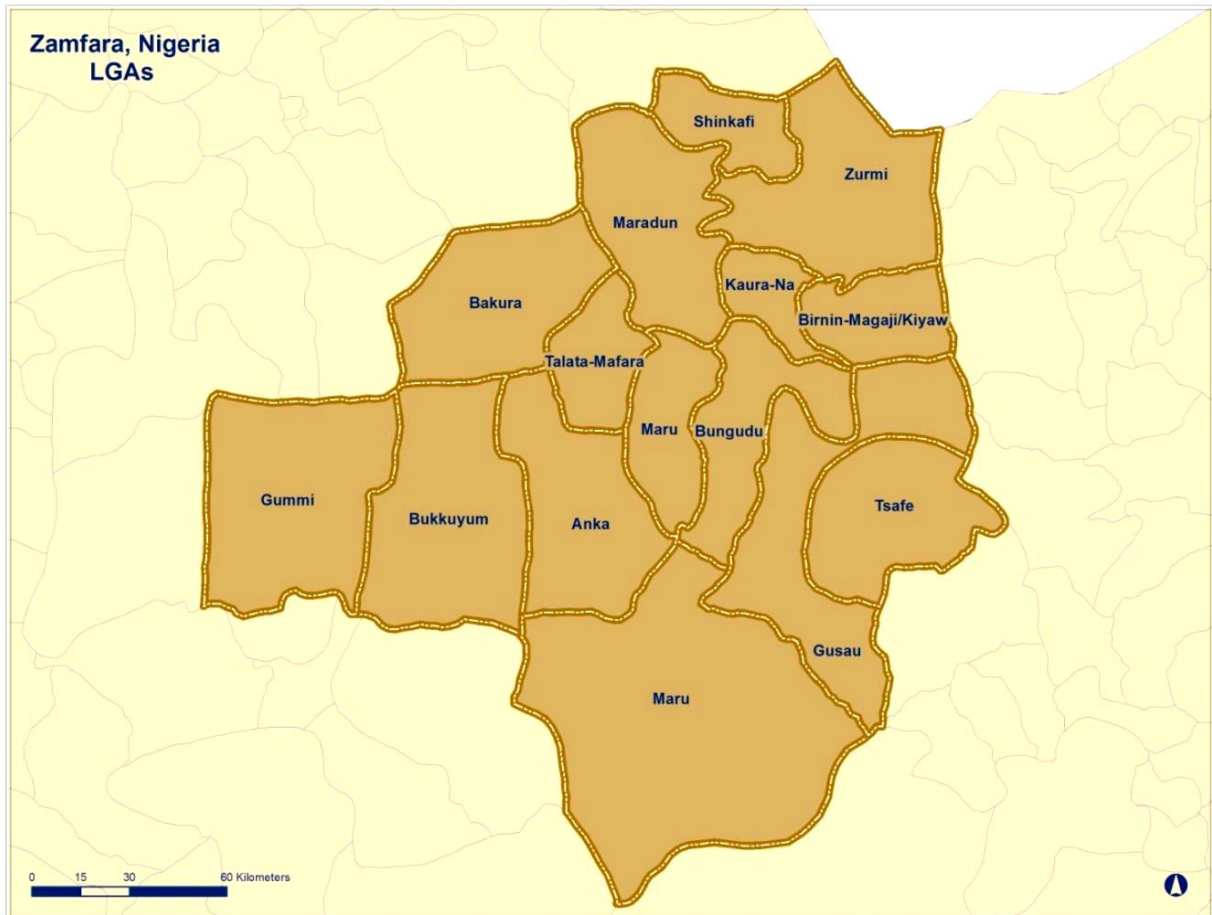 Zamfara, Nigeria
LGAs
Shinkafi
Zurmi
Maradun
Kaura-Na
Bakura
Birnin-Magaji/Kiyaw
Talata-Mafara
Maru
Bungudu
Gummi
Bukkuyum
Anka
Tsafe
Gusau
Maru
0 15 30 60 Kilometers